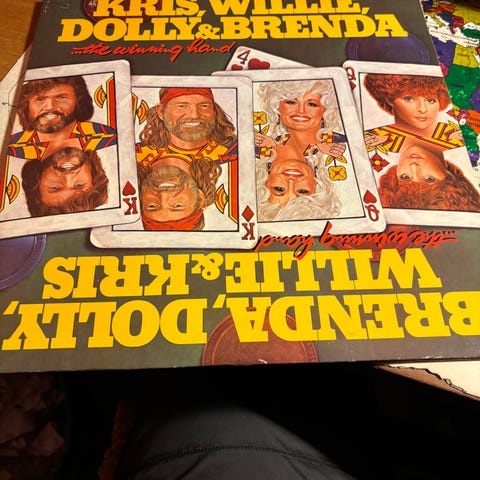 KRIS, WILLIE,
DOLLY & BRENDA
...the winning hand
4
Q
K
K
Q
...the winning hand
BRENDA, DOLLY,
WILLIE & KRIS